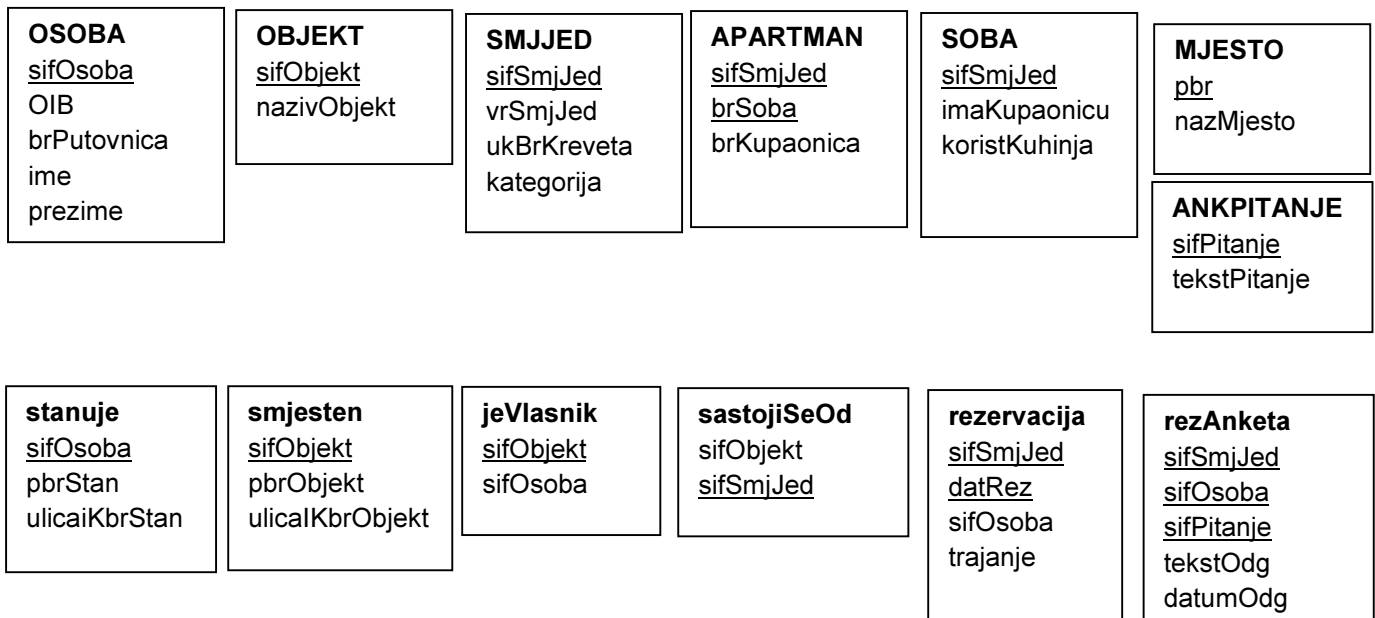 OSOBA
sifOsoba
OIB
brPutovnica
ime
prezime
OBJEKT
sifObjekt
nazivObjekt
SMJJED
sifSmjJed
vrSmjJed
ukBrKreveta
kategorija
APARTMAN
sifSmjJed
brSoba
brKupaonica
SOBA
sifSmjJed
imaKupaonicu
koristKuhinja
MJESTO
pbr
nazMjesto
ANKPITANJE
sifPitanje
tekstPitanje
stanuje
sifOsoba
pbrStan
ulicaiKbrStan
smjesten
sifObjekt
pbrObjekt
ulicaIKbrObjekt
jeVlasnik
sifObjekt
sifOsoba
sastojiSeOd
sifObjekt
sifSmjJed
rezervacija
sifSmjJed
datRez
sifOsoba
trajanje
rezAnketa
sifSmjJed
sifOsoba
sifPitanje
tekstOdg
datumOdg